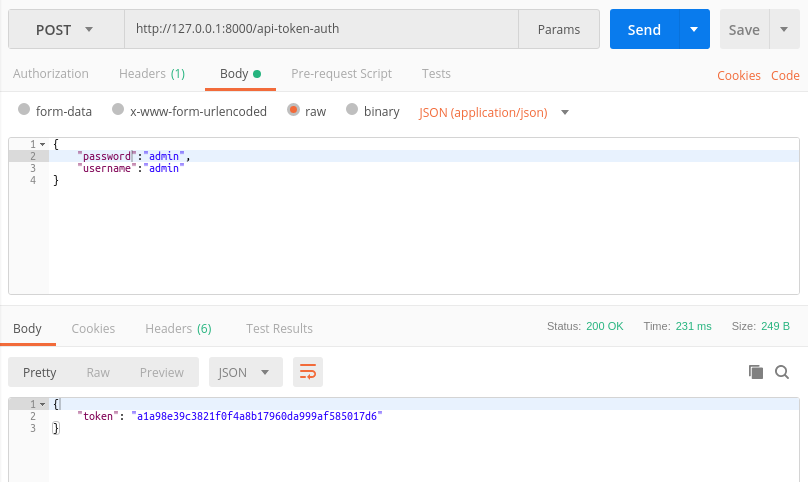 POST http://127.0.0.1:8000/api-token-auth Params Send Save
Authorization Headers (1) Body Pre-request Script Tests Cookies Code
form-data x-www-form-urlencoded raw binary JSON (application/json)
1 {
2 "password":"admin",
3 "username":"admin"
4 }
Body Cookies Headers (6) Test Results Status: 200 OK Time: 231 ms Size: 249 B
Pretty Raw Preview JSON
1 {
2 "token": "a1a98e39c3821f0f4a8b17960da999af585017d6"
3 }